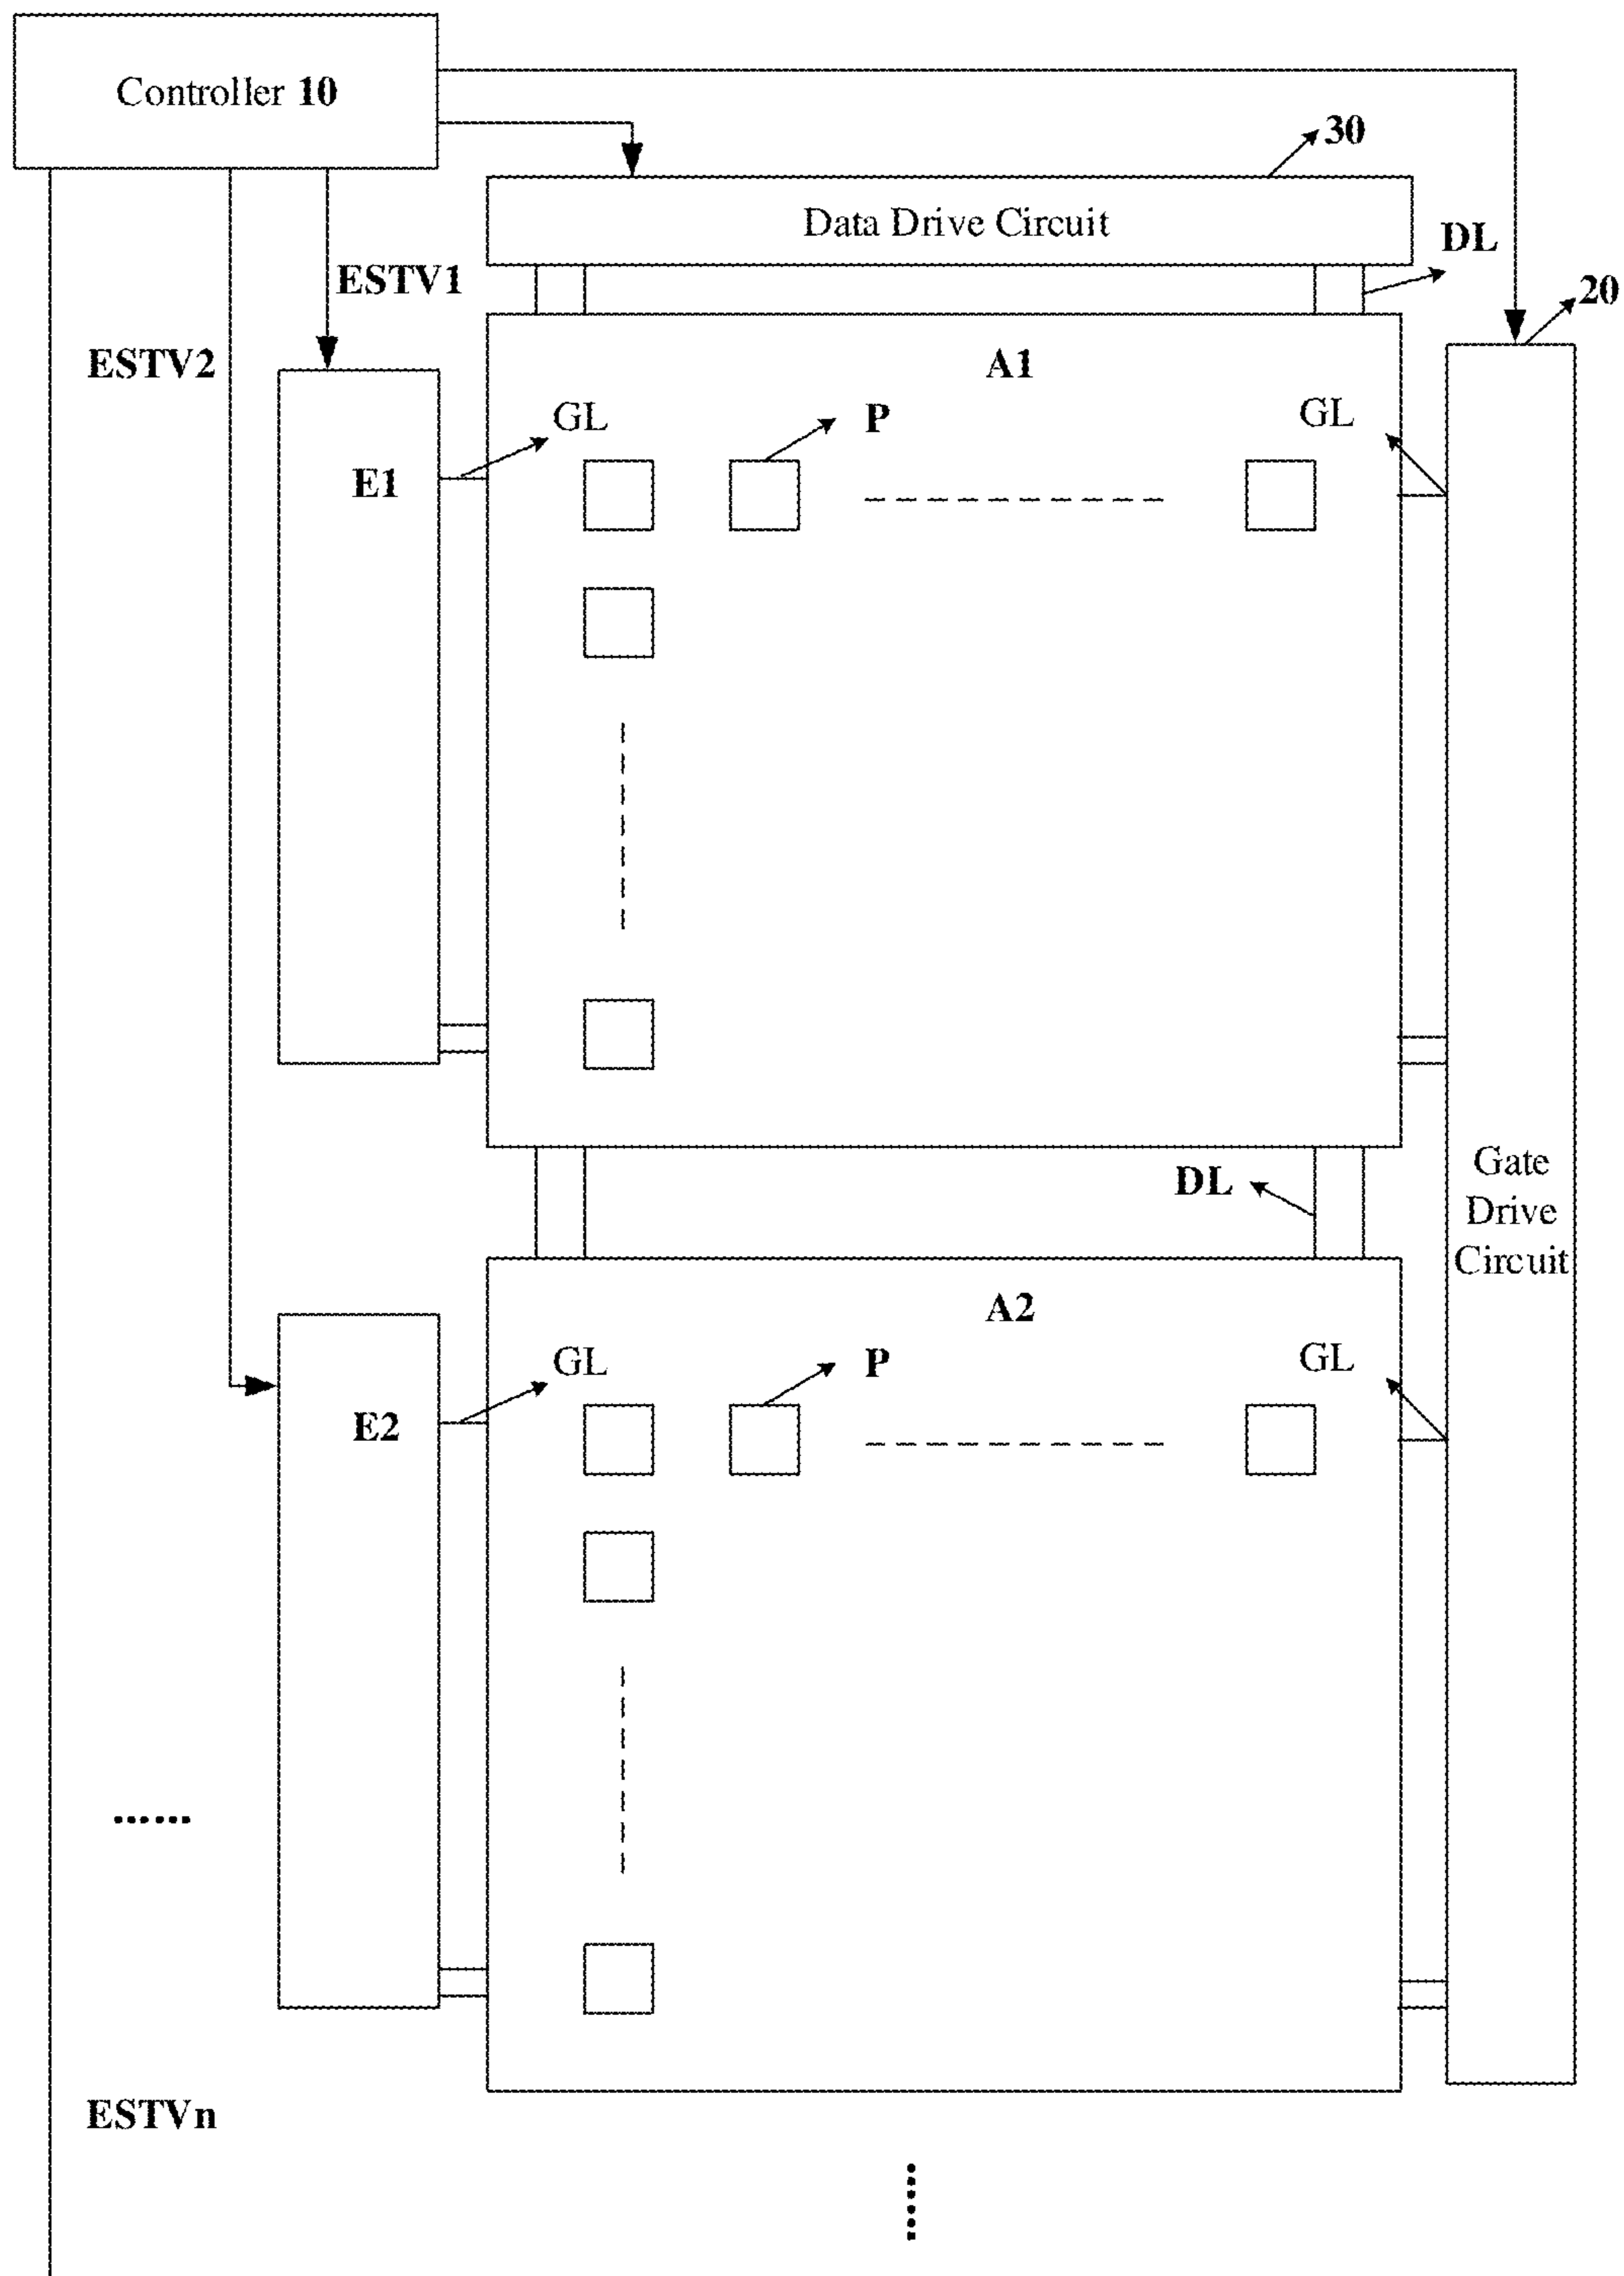 Controller 10
30
Data Drive Circuit
DL
ESTV1
20
ESTV2
A1
GL
P
GL
E1
Gate
Drive
Circuit
DL
A2
GL
P
GL
E2
ESTVn